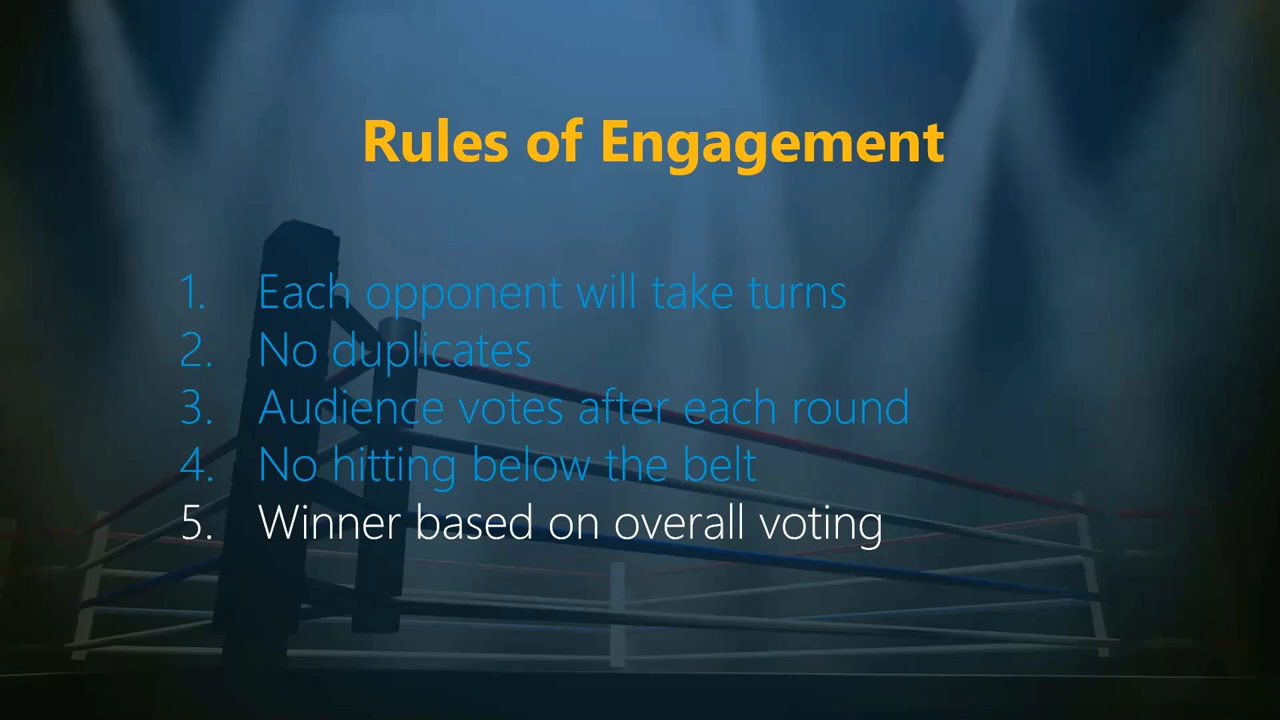 Rules of Engagement
1. Each opponent will take turns
2. No duplicates
3. Audience votes after each round
4. No hitting below the belt
5. Winner based on overall voting